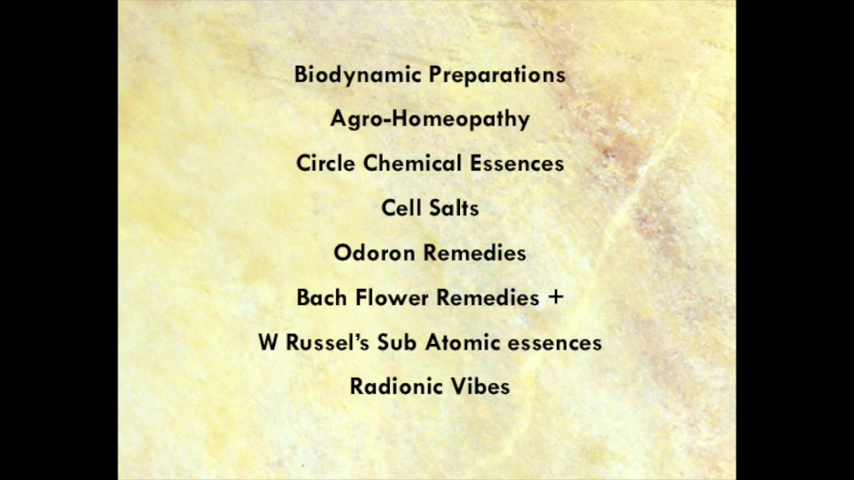 Biodynamic Preparations
Agro-Homeopathy
Circle Chemical Essences
Cell Salts
Odoron Remedies
Bach Flower Remedies +
W Russel’s Sub Atomic essences
Radionic Vibes